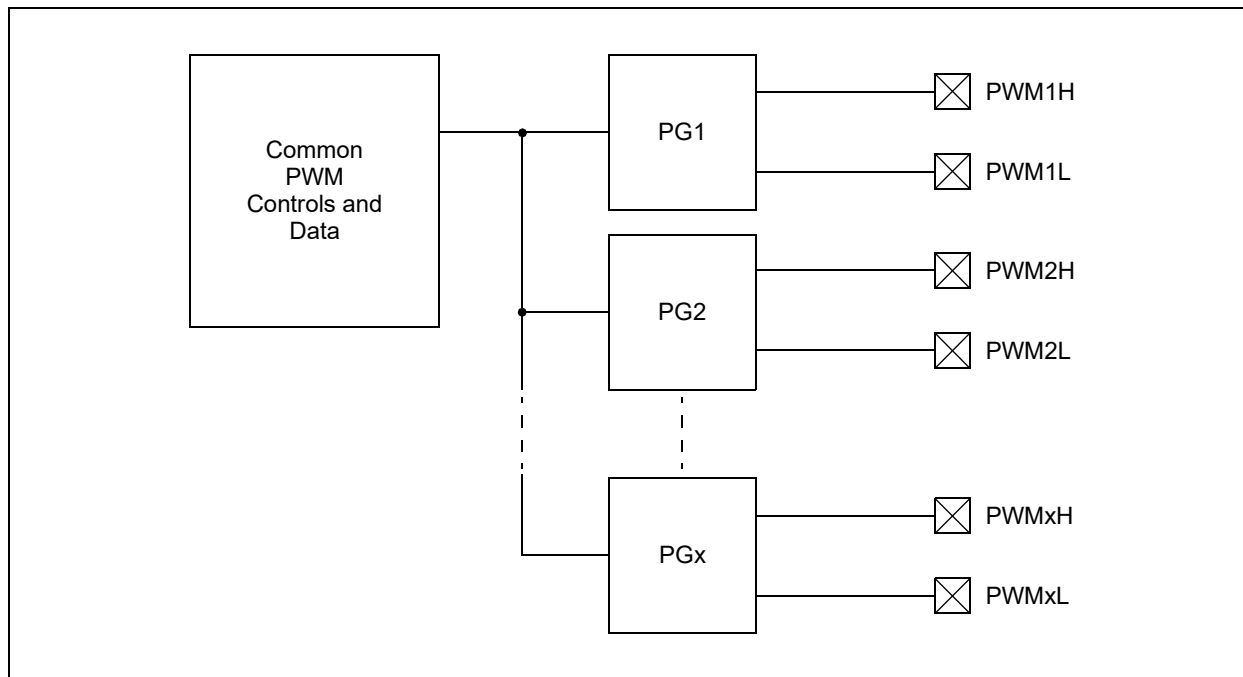 Common
PWM
Controls and
Data
PG1
PWM1H
PWM1L
PG2
PWM2H
PWM2L
PGx
PWMxH
PWMxL